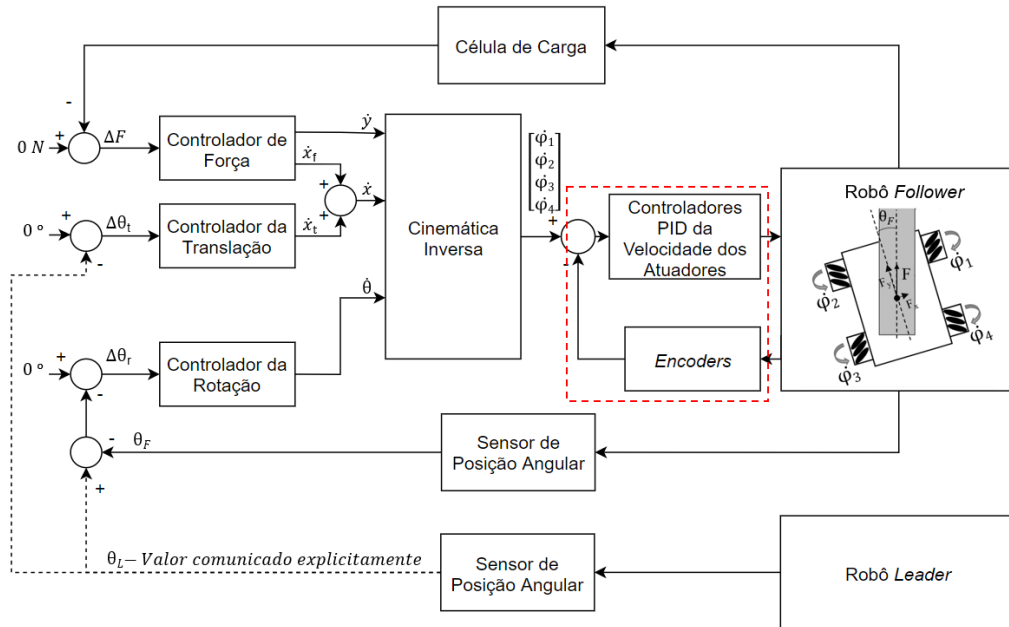 Célula de Carga
-
0 N
+
ΔF
Controlador de
Força
ẏ
ẋf
+
+
ẋ
0 º
+
-
Δθt
Controlador da
Translação
ẋt
Cinemática
Inversa
θ̇
0 º
+
-
Δθr
Controlador da
Rotação
[φ̇1
φ̇2
φ̇3
φ̇4]
+
-
Controladores
PID da
Velocidade dos
Atuadores
Encoders
Robô Follower
θF
F
Fy
Fx
φ̇1
φ̇2
φ̇3
φ̇4
-
+
θF
Sensor de
Posição Angular
θL – Valor comunicado explicitamente
Sensor de
Posição Angular
Robô Leader